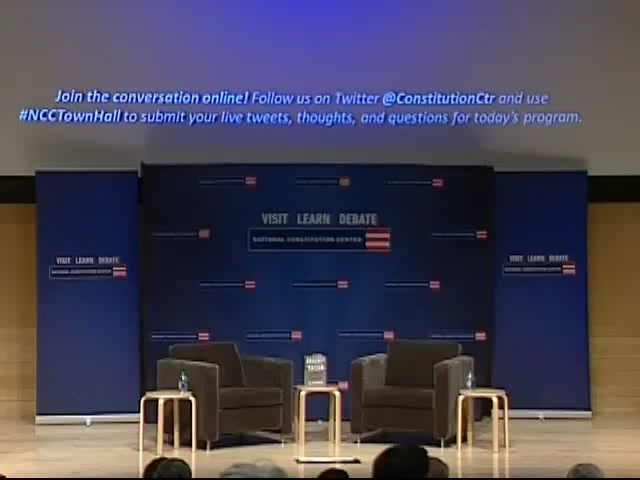 Join the conversation online! Follow us on Twitter @ConstitutionCtr and use
#NCCTownHall to submit your live tweets, thoughts, and questions for today's program.
VISIT LEARN DEBATE
NATIONAL CONSTITUTION CENTER
VISIT LEARN DEBATE
NATIONAL CONSTITUTION CENTER
VISIT LEARN DEBATE
NATIONAL CONSTITUTION CENTER